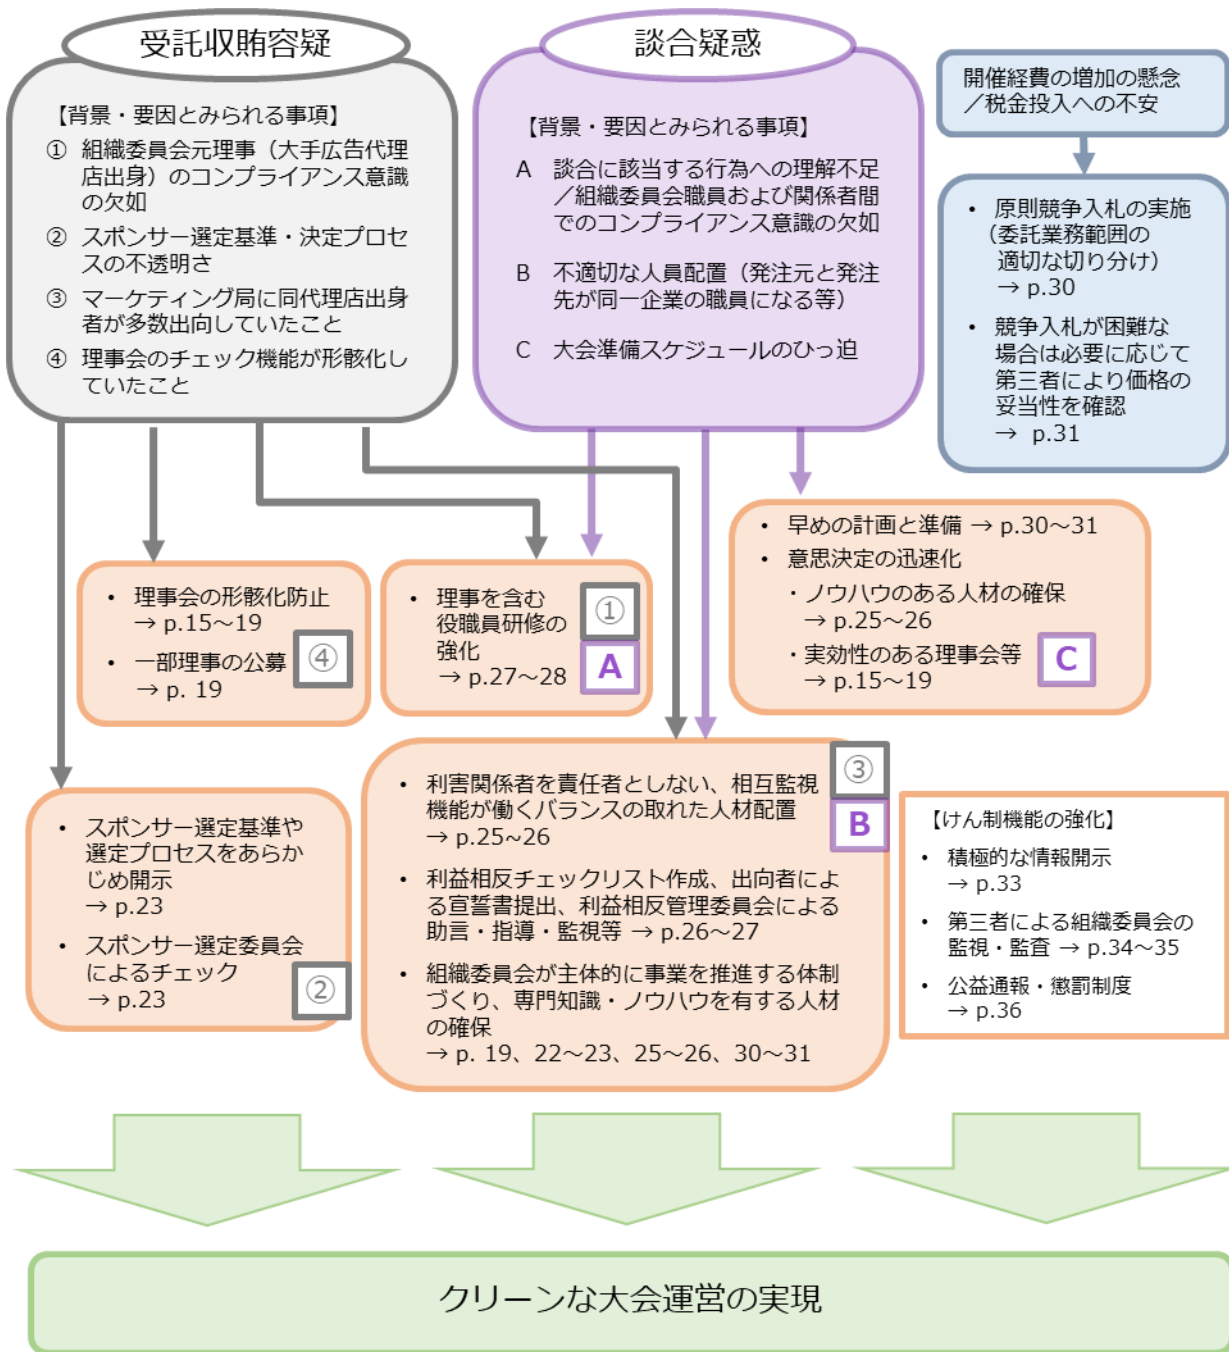 受託収賄容疑
【背景・要因とみられる事項】
① 組織委員会元理事（大手広告代理
店出身）のコンプライアンス意識
の欠如
② スポンサー選定基準・決定プロセ
スの不透明さ
③ マーケティング局に同代理店出身
者が多数出向していたこと
④ 理事会のチェック機能が形骸化し
ていたこと
談合疑惑
【背景・要因とみられる事項】
A 談合に該当する行為への理解不足
／組織委員会職員および関係者間
でのコンプライアンス意識の欠如
B 不適切な人員配置（発注元と発注
先が同一企業の職員になる等）
C 大会準備スケジュールのひっ迫
開催経費の増加の懸念
／税金投入への不安
• 原則競争入札の実施
（委託業務範囲の
適切な切り分け）
→ p.30
• 競争入札が困難な
場合は必要に応じて
第三者により価格の
妥当性を確認
→ p.31
• 理事会の形骸化防止
→ p.15～19
• 一部理事の公募
→ p. 19
④
• 理事を含む
役職員研修の
強化
→ p.27～28
①
A
• 早めの計画と準備 → p.30～31
• 意思決定の迅速化
・ノウハウのある人材の確保
→ p.25～26
・実効性のある理事会等
→ p.15～19
C
• スポンサー選定基準や
選定プロセスをあらか
じめ開示
→ p.23
• スポンサー選定委員会
によるチェック
→ p.23
②
• 利害関係者を責任者としない、相互監視
機能が働くバランスの取れた人材配置
→ p.25~26
• 利益相反チェックリスト作成、出向者によ
る宣誓書提出、利益相反管理委員会による
助言・指導・監視等 → p.26～27
• 組織委員会が主体的に事業を推進する体制
づくり、専門知識・ノウハウを有する人材
の確保
→ p. 19、22～23、25～26、30～31
③
B
【けん制機能の強化】
• 積極的な情報開示
→ p.33
• 第三者による組織委員会の
監視・監査 → p.34～35
• 公益通報・懲罰制度
→ p.36
クリーンな大会運営の実現